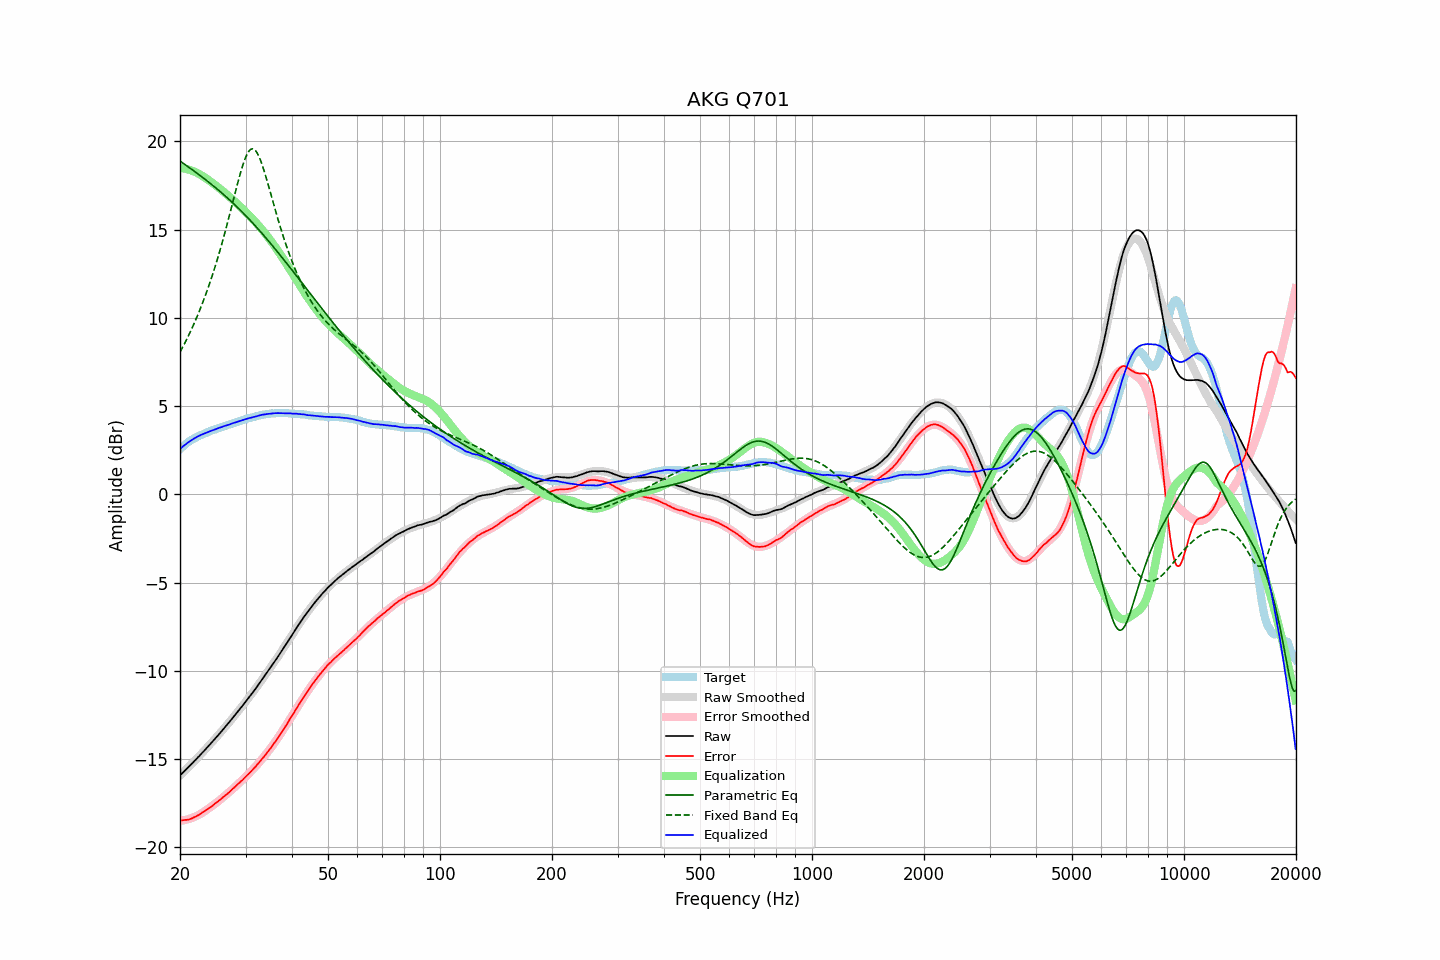 AKG Q701
Amplitude (dBr)
20
15
10
5
0
−5
−10
−15
−20
Target
Raw Smoothed
Error Smoothed
Raw
Error
Equalization
Parametric Eq
Fixed Band Eq
Equalized
20 50 100 200 500 1000 2000 5000 10000 20000
Frequency (Hz)